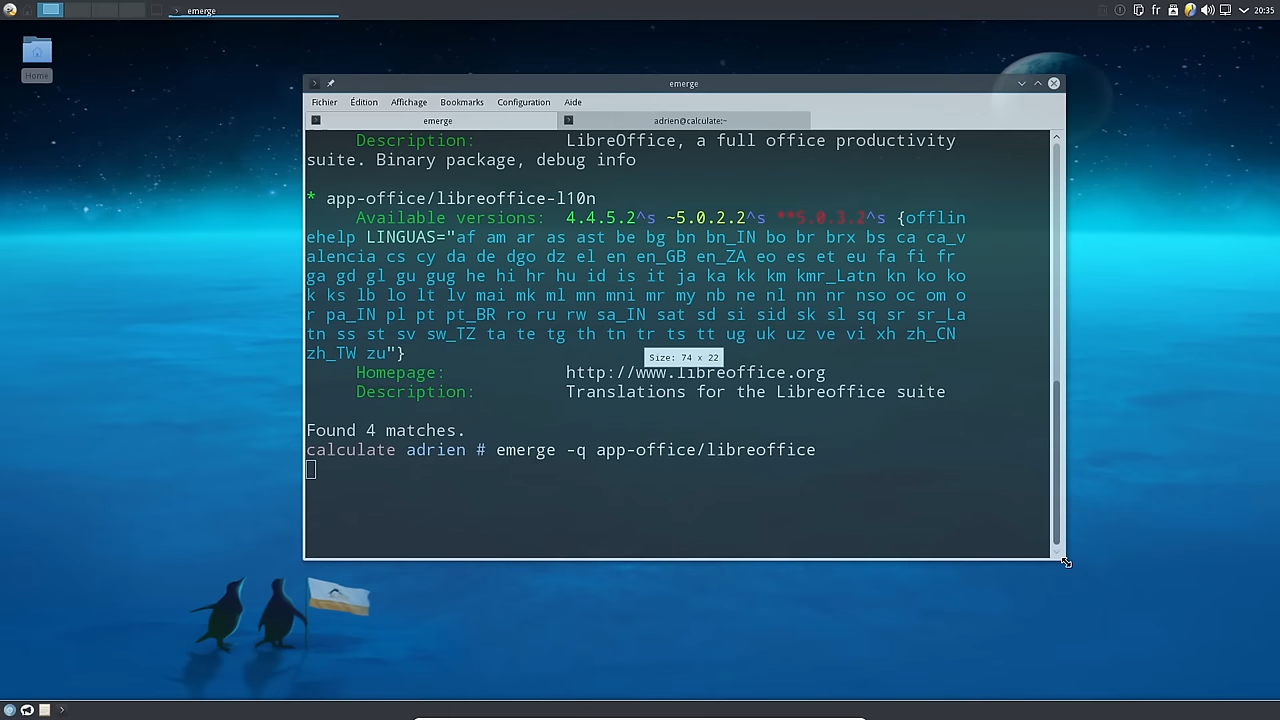 emerge
fr
20:35
Home
emerge
Fichier Édition Affichage Bookmarks Configuration Aide
emerge
adrien@calculate:~
Description: LibreOffice, a full office productivity
suite. Binary package, debug info
* app-office/libreoffice-l10n
Available versions: 4.4.5.2^s ~5.0.2.2^s **5.0.3.2^s {offlin
ehelp LINGUAS="af am ar as ast be bg bn bn_IN bo br brx bs ca ca_v
alencia cs cy da de dgo dz el en en_GB en_ZA eo es et eu fa fi fr
ga gd gl gu gug he hi hr hu id is it ja ka kk km kmr_Latn kn ko ko
k ks lb lo lt lv mai mk ml mn mni mr my nb ne nl nn nr nso oc om o
r pa_IN pl pt pt_BR ro ru rw sa_IN sat sd si sid sk sl sq sr sr_La
tn ss st sv sw_TZ ta te tg th tn tr ts tt ug uk uz ve vi xh zh_CN
zh_TW zu"}
Size: 74 x 22
Homepage: http://www.libreoffice.org
Description: Translations for the Libreoffice suite
Found 4 matches.
calculate adrien # emerge -q app-office/libreoffice